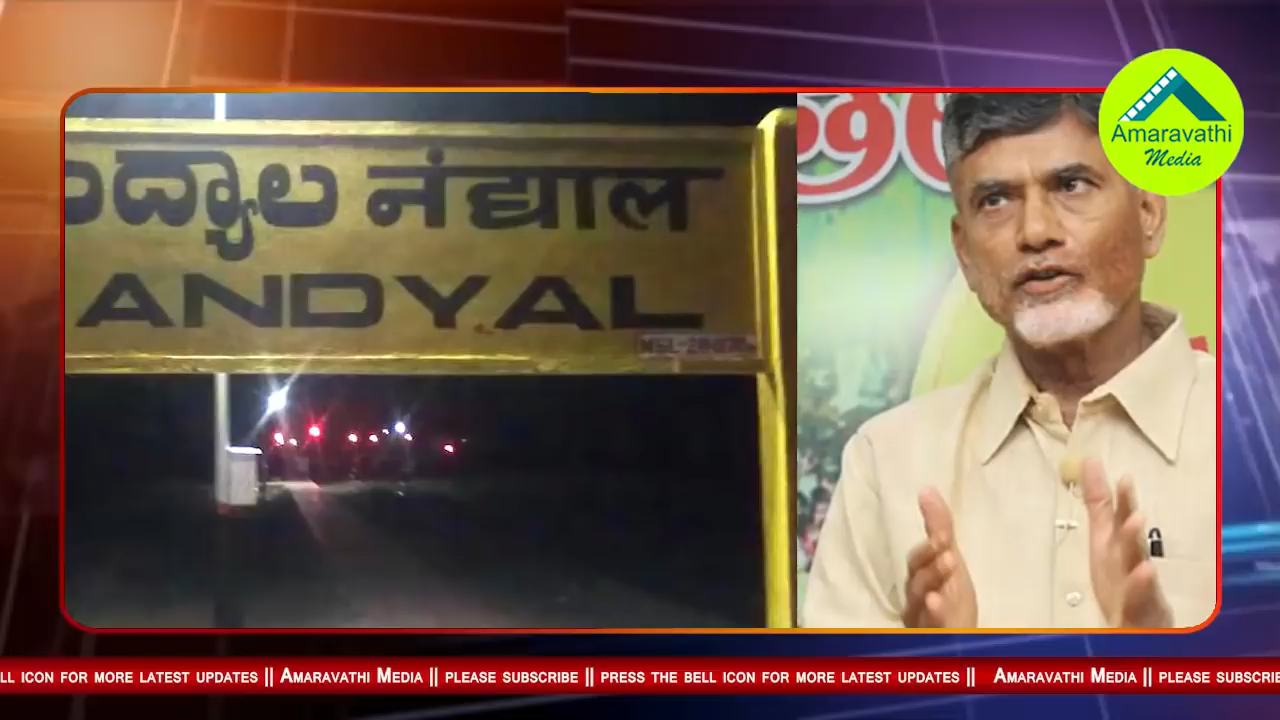 ద్యాల नंद्याल
ANDYAL
Amaravathi
Media
LL ICON FOR MORE LATEST UPDATES || AMARAVATHI MEDIA || PLEASE SUBSCRIBE || PRESS THE BELL ICON FOR MORE LATEST UPDATES || AMARAVATHI MEDIA || PLEASE SUBSCRIBE